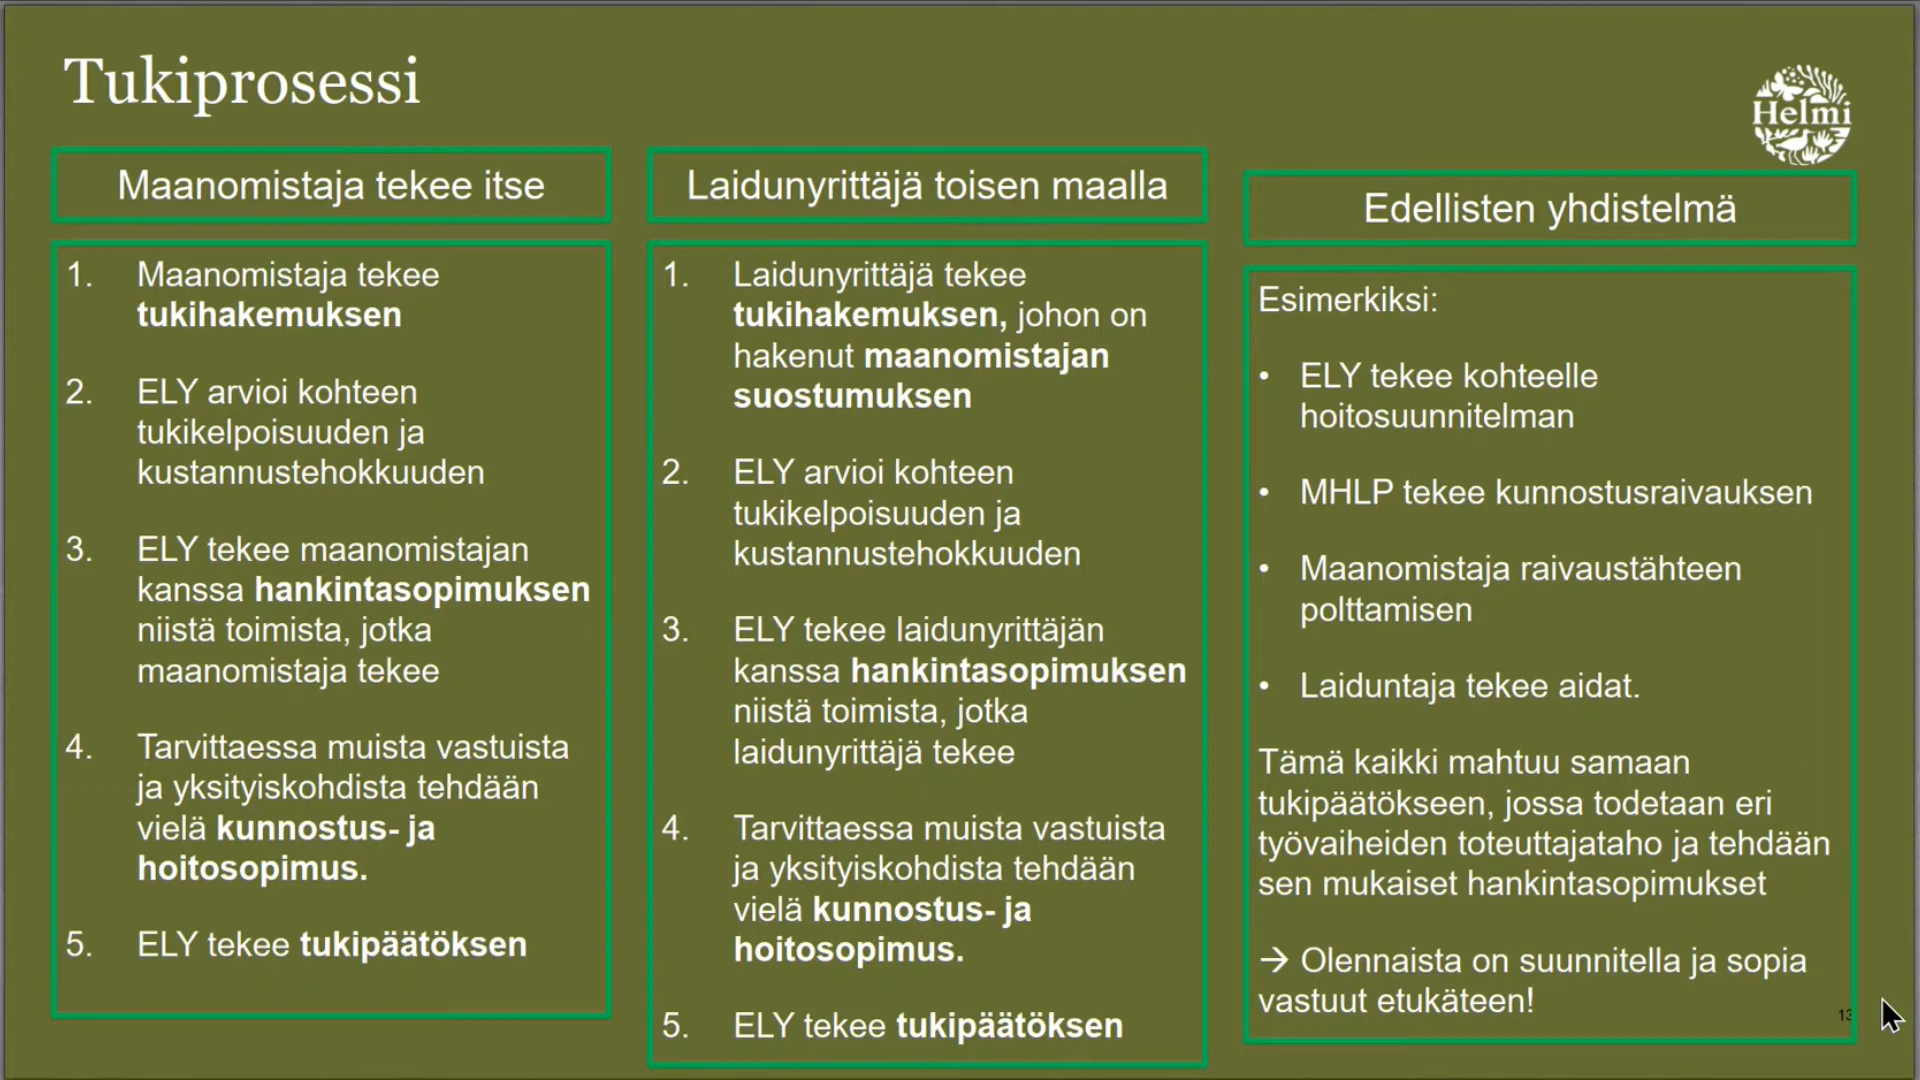 Tukiprosessi
Helmi
Maanomistaja tekee itse
1. Maanomistaja tekee
tukihakemuksen
2. ELY arvioi kohteen
tukikelpoisuuden ja
kustannustehokkuuden
3. ELY tekee maanomistajan
kanssa hankintasopimuksen
niistä toimista, jotka
maanomistaja tekee
4. Tarvittaessa muista vastuista
ja yksityiskohdista tehdään
vielä kunnostus- ja
hoitosopimus.
5. ELY tekee tukipäätöksen
Laidunyrittäjä toisen maalla
1. Laidunyrittäjä tekee
tukihakemuksen, johon on
hakenut maanomistajan
suostumuksen
2. ELY arvioi kohteen
tukikelpoisuuden ja
kustannustehokkuuden
3. ELY tekee laidunyrittäjän
kanssa hankintasopimuksen
niistä toimista, jotka
laidunyrittäjä tekee
4. Tarvittaessa muista vastuista
ja yksityiskohdista tehdään
vielä kunnostus- ja
hoitosopimus.
5. ELY tekee tukipäätöksen
Edellisten yhdistelmä
Esimerkiksi:
• ELY tekee kohteelle
hoitosuunnitelman
• MHLP tekee kunnostusraivauksen
• Maanomistaja raivaustähteen
polttamisen
• Laiduntaja tekee aidat.
Tämä kaikki mahtuu samaan
tukipäätökseen, jossa todetaan eri
työvaiheiden toteuttajataho ja tehdään
sen mukaiset hankintasopimukset
→ Olennaista on suunnitella ja sopia
vastuut etukäteen!
13